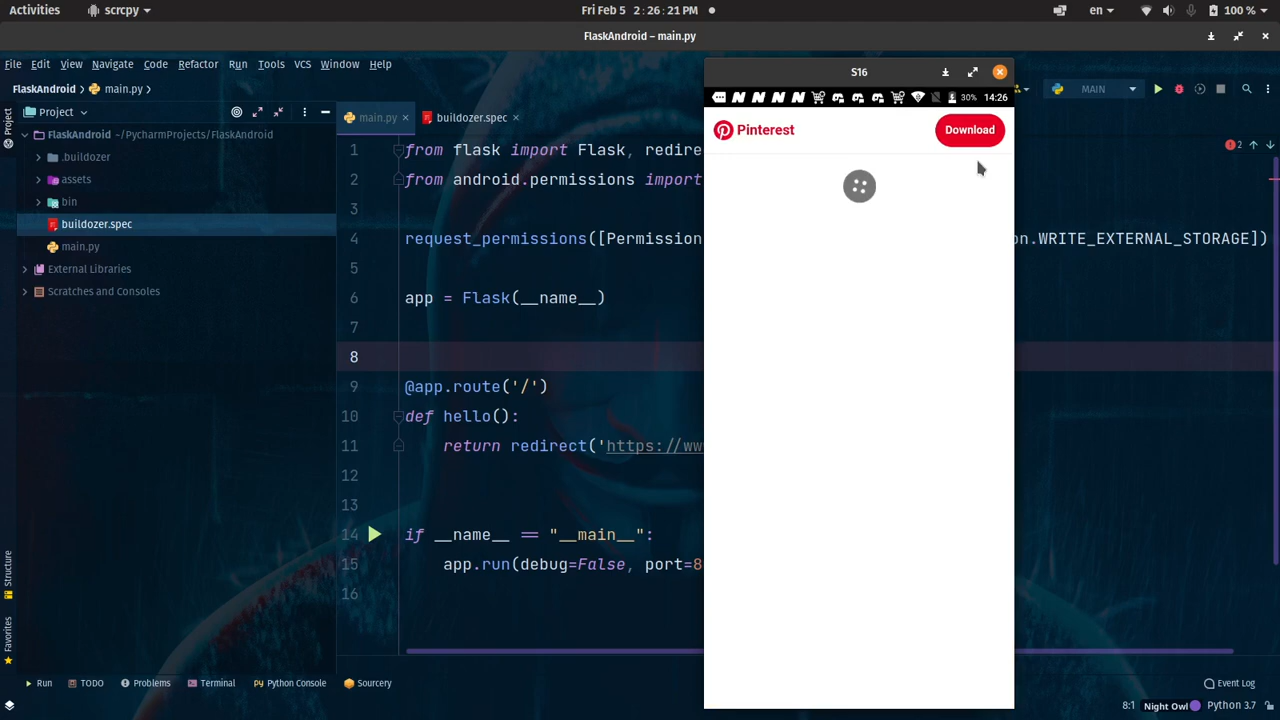 Activities
scrcpy
Fri Feb 5 2:26:21 PM
en
100 %
FlaskAndroid – main.py
File Edit View Navigate Code Refactor Run Tools VCS Window Help
FlaskAndroid
main.py
MAIN
Project
main.py
buildozer.spec
FlaskAndroid ~/PycharmProjects/FlaskAndroid
.buildozer
assets
bin
buildozer.spec
main.py
External Libraries
Scratches and Consoles
Project
Structure
Favorites
1 from flask import Flask, redire
2 from android.permissions import
3
4 request_permissions([Permission on.WRITE_EXTERNAL_STORAGE])
5
6 app = Flask(__name__)
7
8
9 @app.route('/')
10 def hello():
11 return redirect('https://ww
12
13
14 if __name__ == "__main__":
15 app.run(debug=False, port=8
16
2
S16
30% 14:26
Pinterest
Download
Run
TODO
Problems
Terminal
Python Console
Sourcery
Event Log
8:1 Night Owl Python 3.7